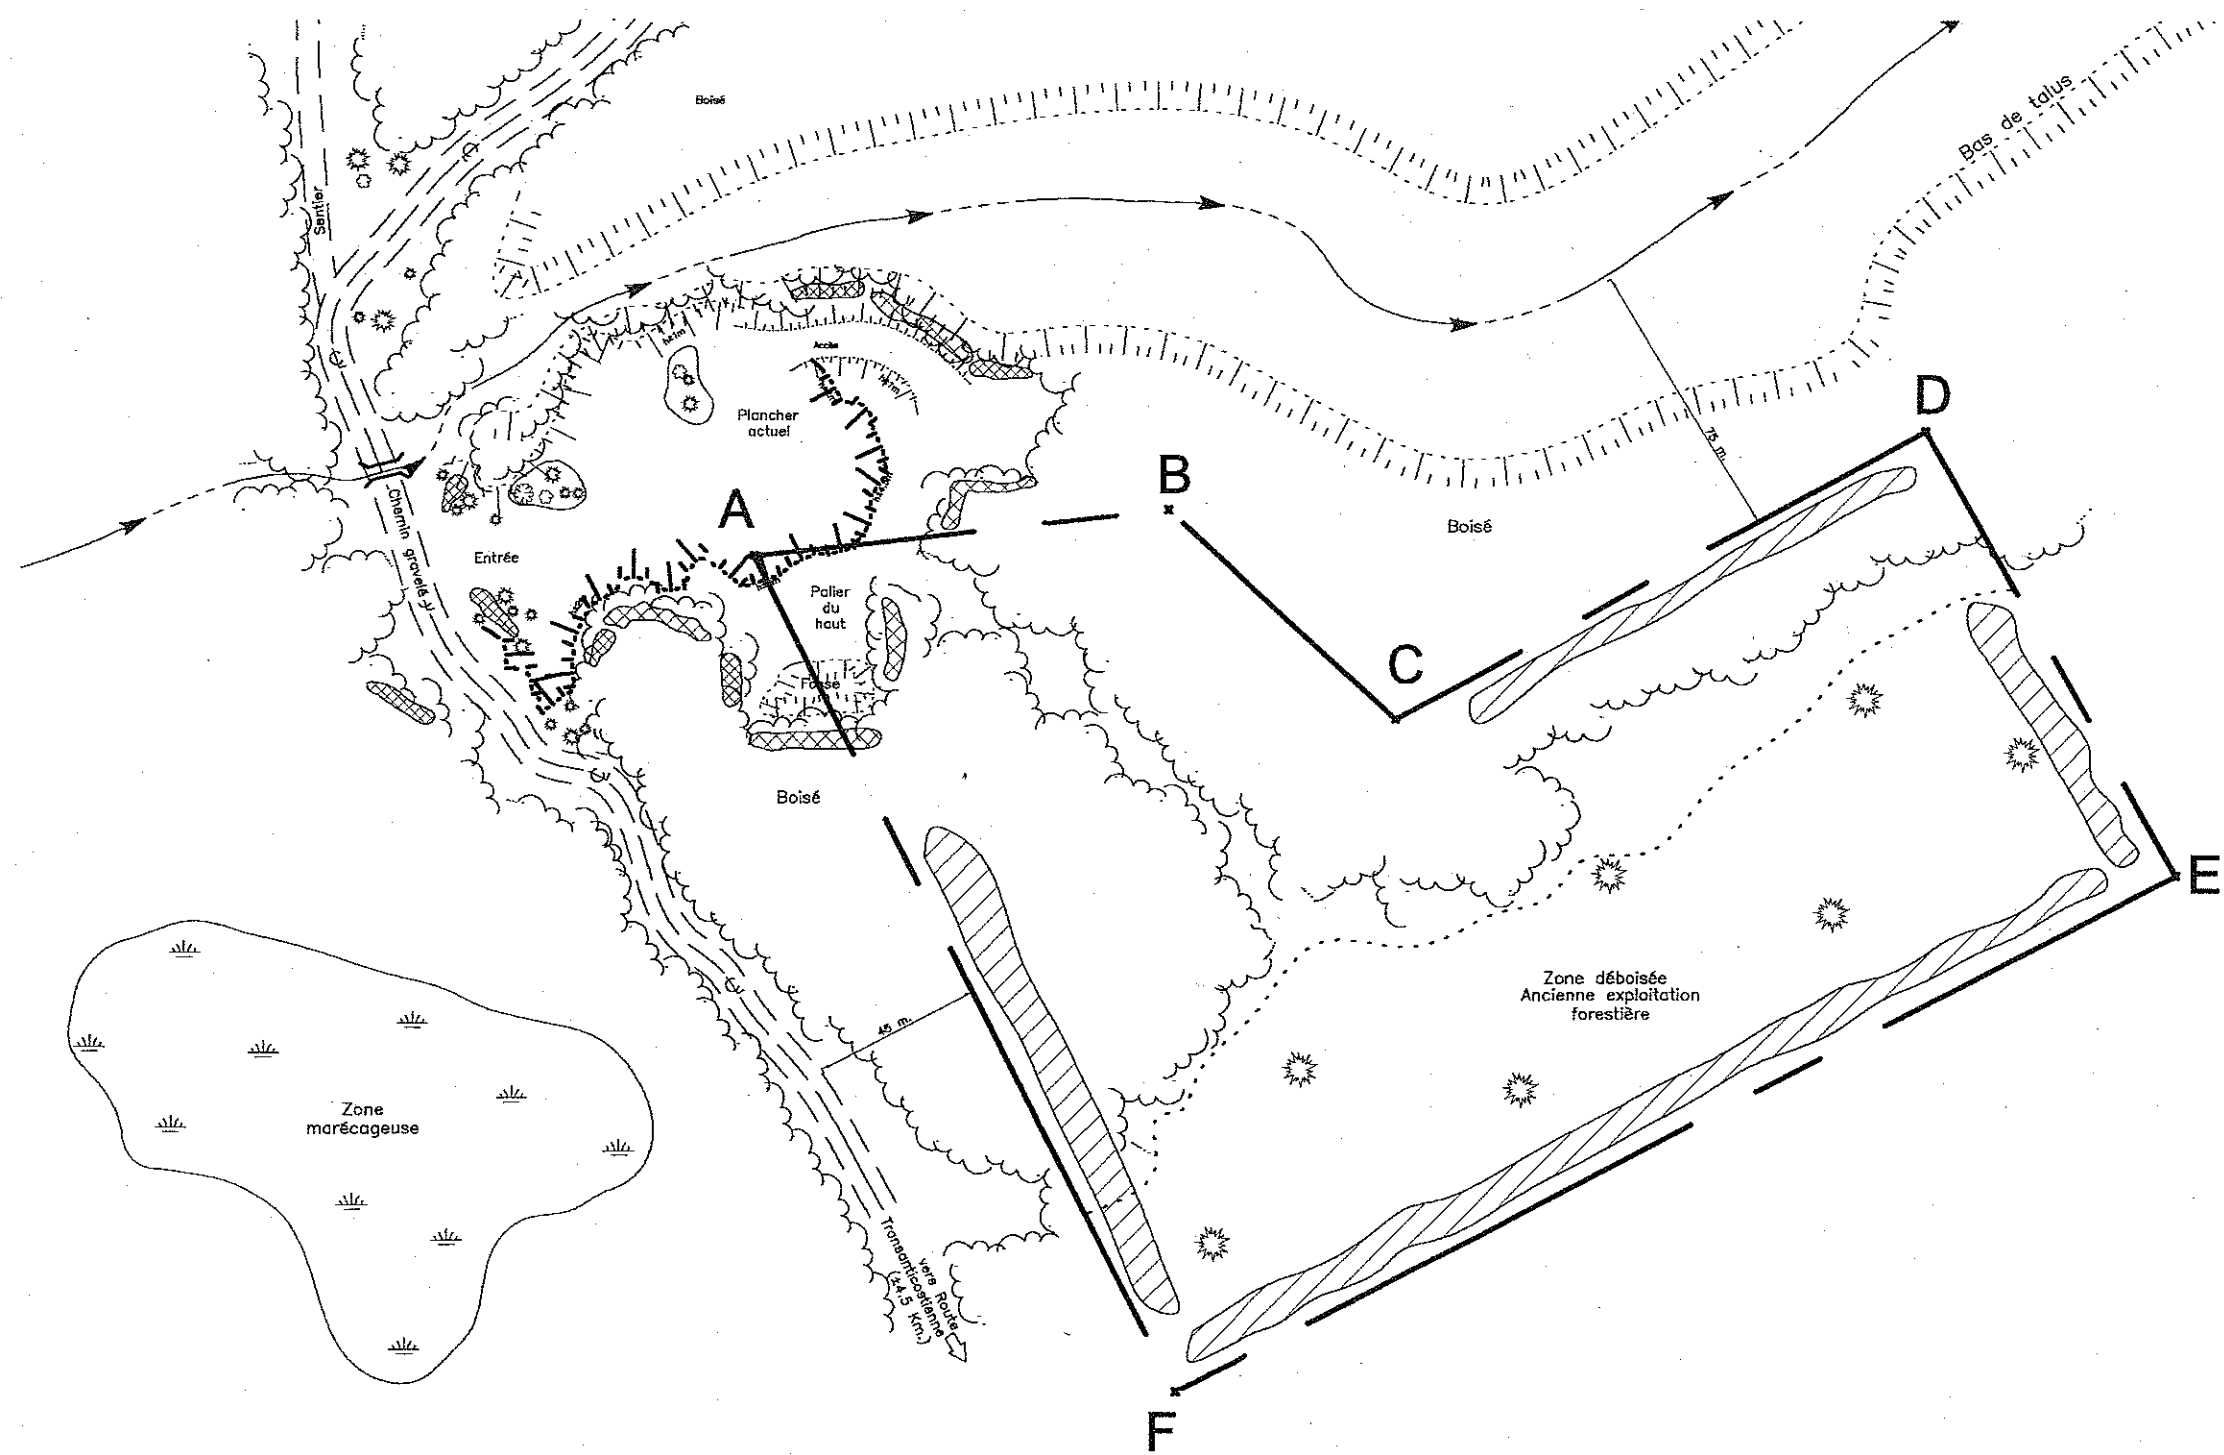 Boisé
Bas de talus
Sentier
Accès
Plancher
actuel
75 m.
D
B
A
Boisé
Entrée
Chemin gravelé
Palier
du
haut
C
Fosse
Boisé
E
Zone déboisée
Ancienne exploitation
forestière
45 m.
Zone
marécageuse
vers Route
Transanticostienne
(±4,5 Km.)
F